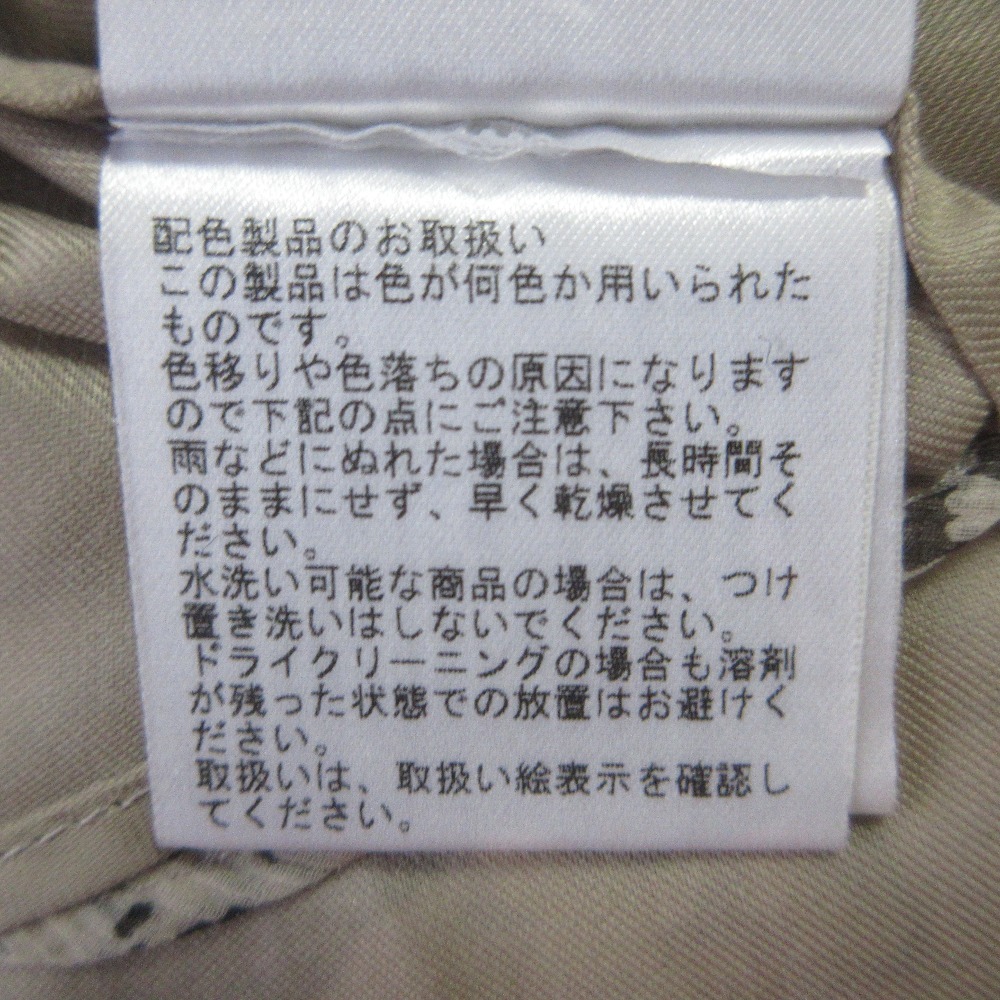 配色製品のお取扱い
この製品は色が何色か用いられた
ものです。
色移りや色落ちの原因になります
ので下記の点にご注意下さい。
雨などにぬれた場合は、長時間そ
のままにせず、早く乾燥させてく
ださい。
水洗い可能な商品の場合は、つけ
置き洗いはしないでください。
ドライクリーニングの場合も溶剤
が残った状態での放置はお避けく
ださい。
取扱いは、取扱い絵表示を確認し
てください。